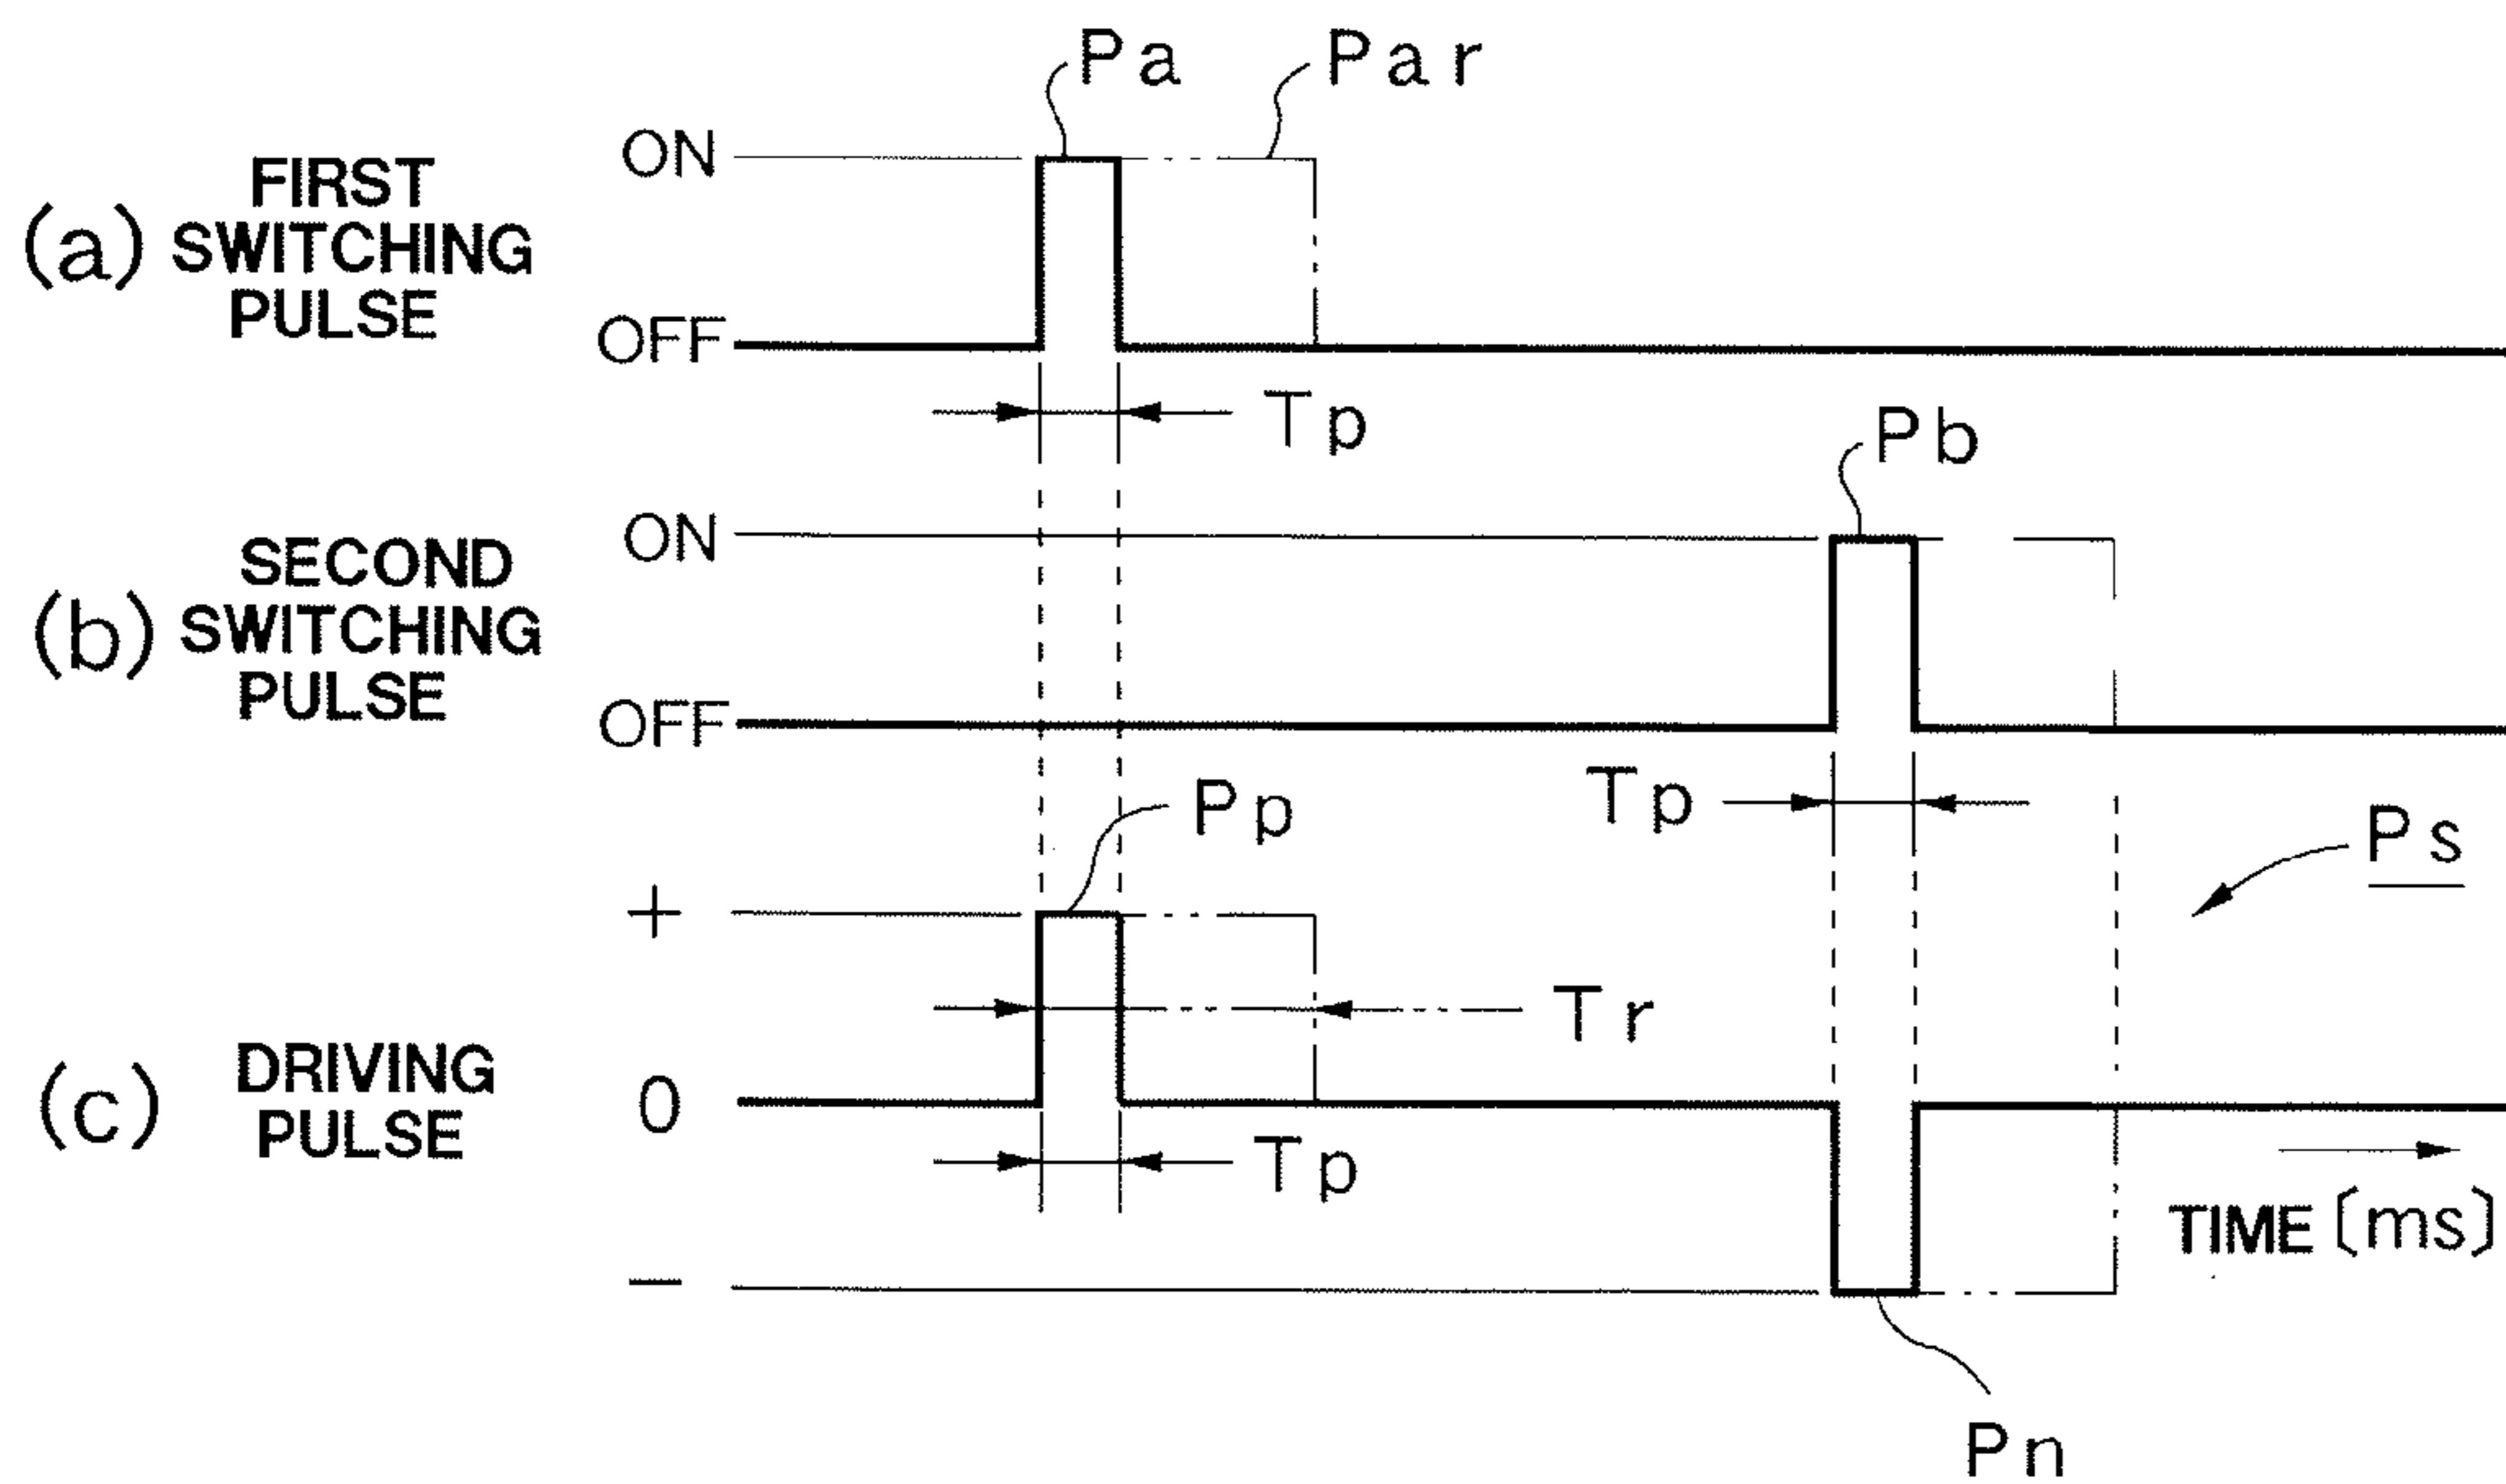 Pa
Par
ON
(a) FIRST
SWITCHING
PULSE
OFF
Tp
Pb
ON
(b) SECOND
SWITCHING
PULSE
OFF
Tp
Pp
Ps
+
Tr
(c) DRIVING
PULSE
0
Tp
TIME [ms]
−
Pn